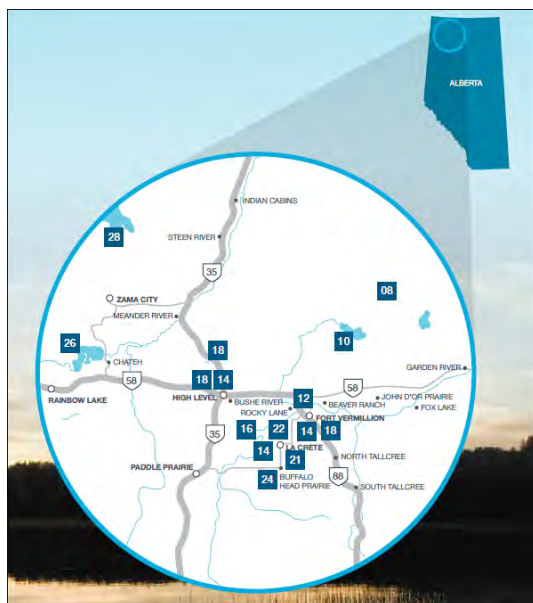 ALBERTA
INDIAN CABINS
STEEN RIVER
28
35
08
ZAMA CITY
MEANDER RIVER
10
18
26
CHATEH
GARDEN RIVER
58
18
14
58
RAINBOW LAKE
HIGH LEVEL
BUSHE RIVER
12
JOHN D'OR PRAIRIE
BEAVER RANCH
FOX LAKE
ROCKY LANE
FORT VERMILLION
35
16
22
14
18
14
LA CRETE
21
NORTH TALLCREE
PADDLE PRAIRIE
24
BUFFALO
HEAD PRAIRIE
88
SOUTH TALLCREE